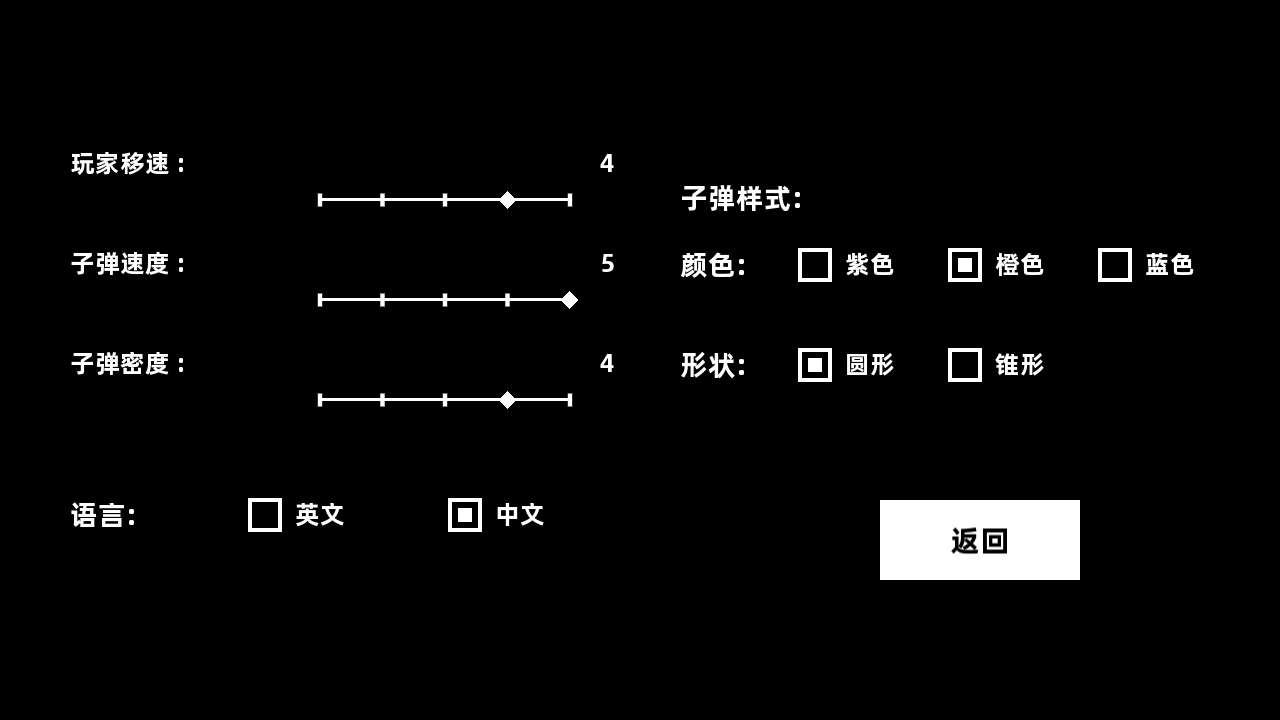 玩家移速 : 4
子弹速度 : 5
子弹密度 : 4
语言: 英文 中文
子弹样式:
颜色: 紫色 橙色 蓝色
形状: 圆形 锥形
返回